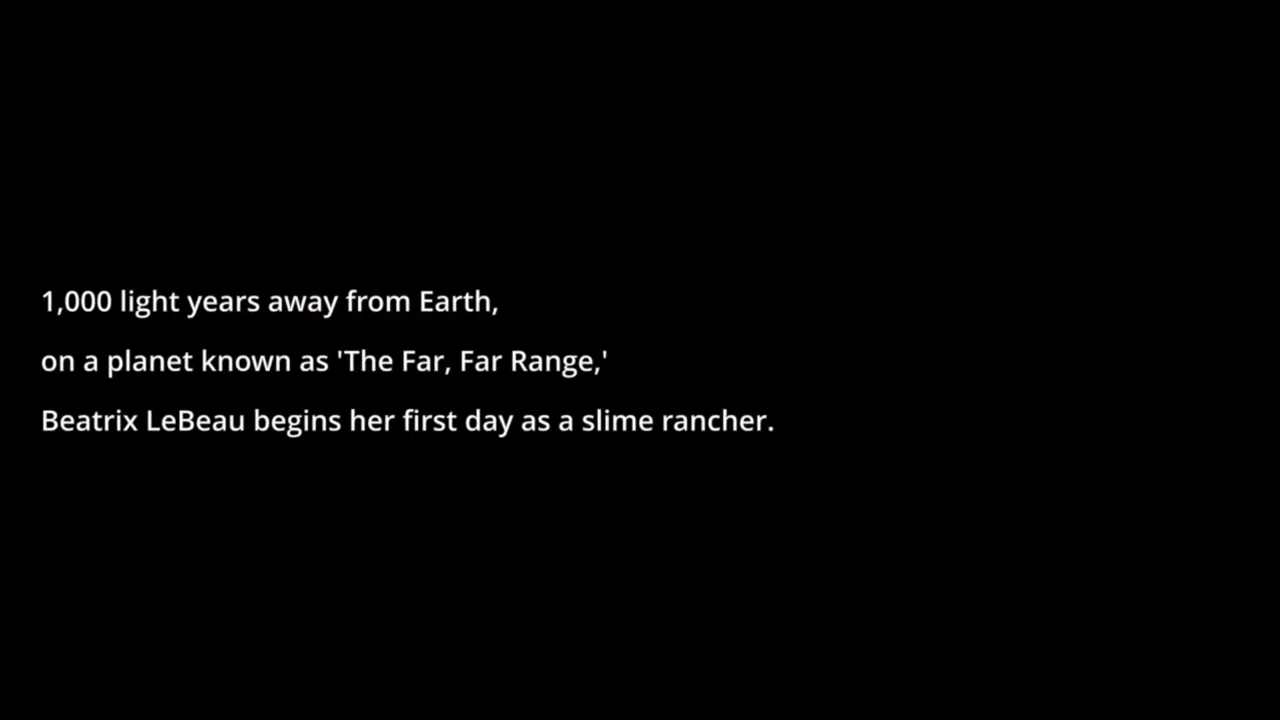 1,000 light years away from Earth,
on a planet known as 'The Far, Far Range,'
Beatrix LeBeau begins her first day as a slime rancher.